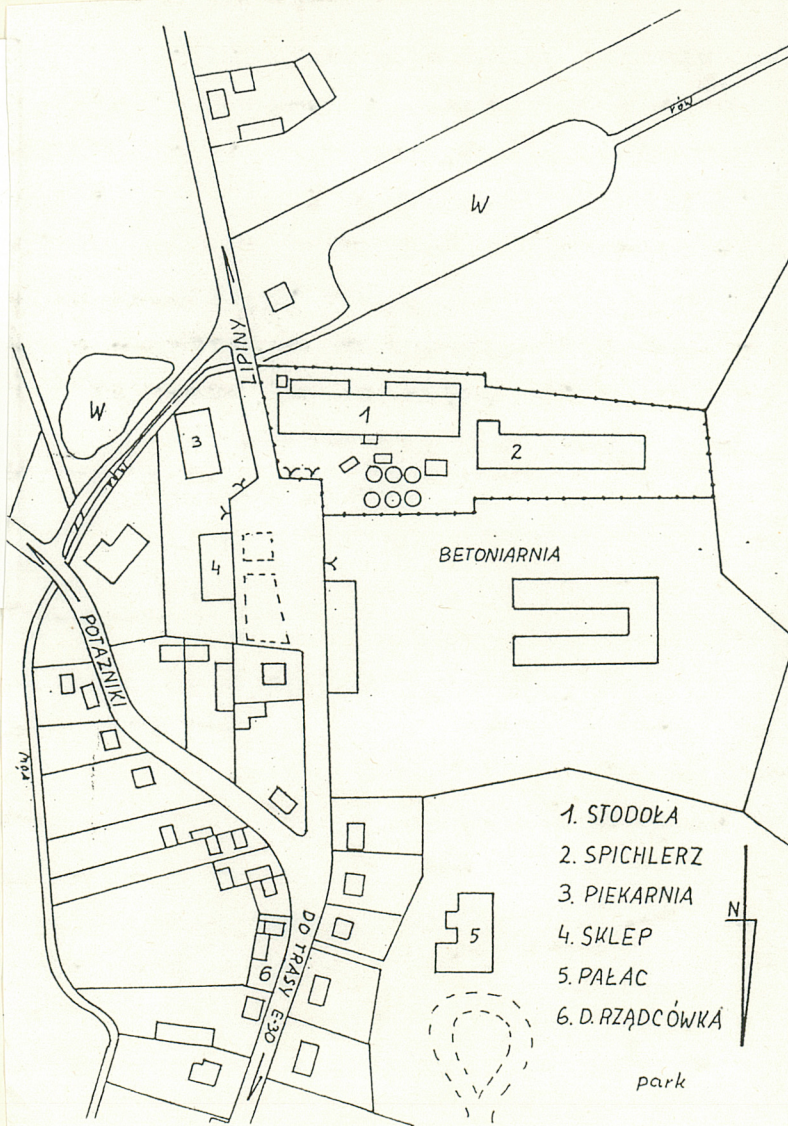 rów
W
LIPINY
W
1
3
2
rów
4
BETONIARNIA
POTAŻNIKI
rów
1. STODOŁA
2. SPICHLERZ
3. PIEKARNIA
4. SKLEP
5. PAŁAC
6. D. RZĄDCÓWKA
N
5
6
DO TRASY E-30
park